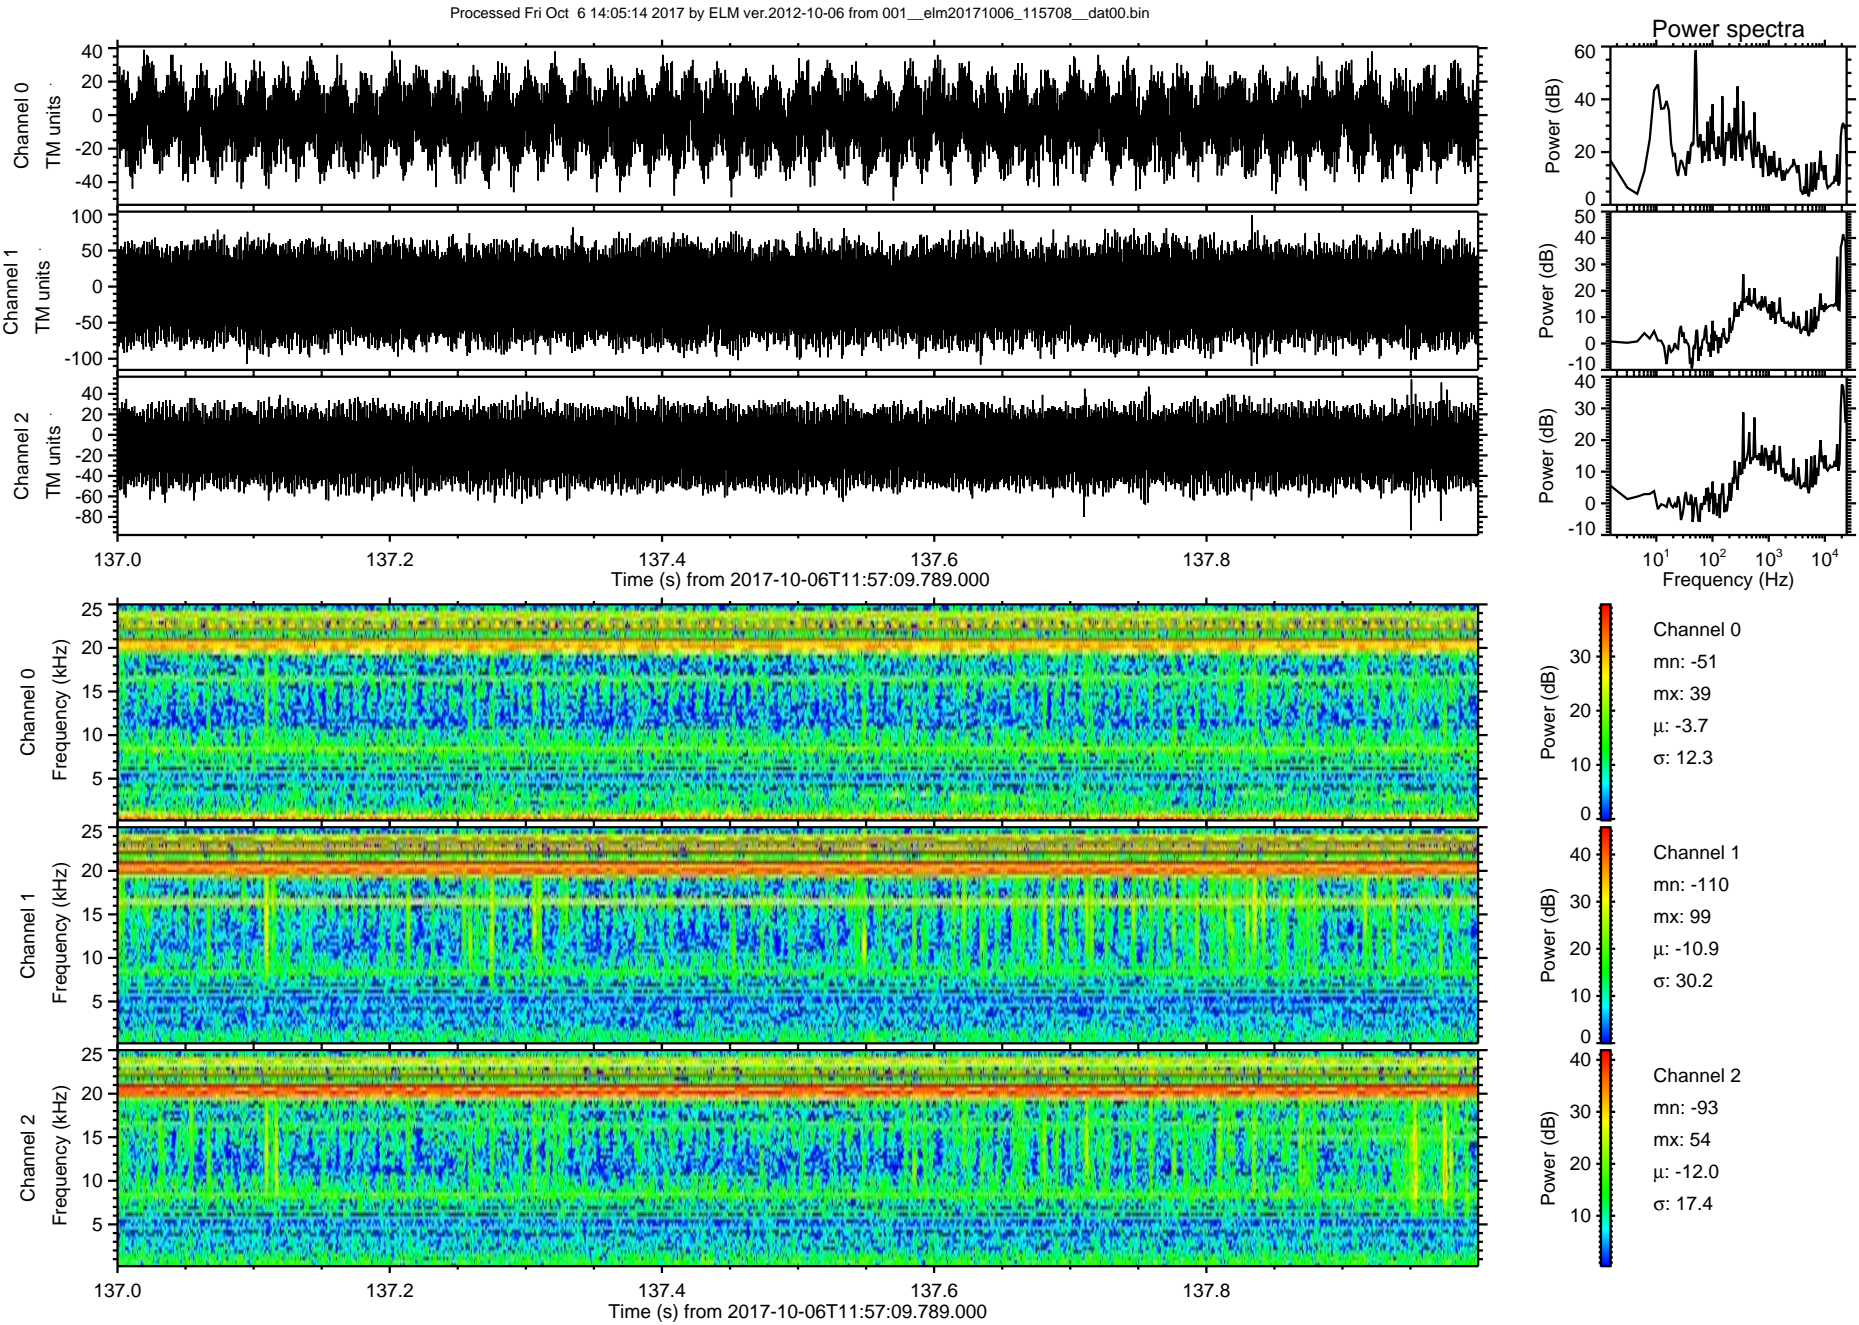 Processed Fri Oct  6 14:05:14 2017 by ELM ver.2012-10-06 from 001__elm20171006_115708__dat00.bin
Power spectra
Channel 0
TM units
40
20
0
-20
-40
Power (dB)
60
40
20
0
Channel 1
TM units
100
50
0
-50
-100
Power (dB)
50
40
30
20
10
0
-10
Channel 2
TM units
40
20
0
-20
-40
-60
-80
Power (dB)
40
30
20
10
0
-10
137.0 137.2 137.4 137.6 137.8
Time (s) from 2017-10-06T11:57:09.789.000
10¹ 10² 10³ 10⁴
Frequency (Hz)
Channel 0
Frequency (kHz)
25
20
15
10
5
Power (dB)
30
20
10
0
Channel 0
mn: -51
mx: 39
μ: -3.7
σ: 12.3
Channel 1
Frequency (kHz)
25
20
15
10
5
Power (dB)
40
30
20
10
0
Channel 1
mn: -110
mx: 99
μ: -10.9
σ: 30.2
Channel 2
Frequency (kHz)
25
20
15
10
5
Power (dB)
40
30
20
10
Channel 2
mn: -93
mx: 54
μ: -12.0
σ: 17.4
137.0 137.2 137.4 137.6 137.8
Time (s) from 2017-10-06T11:57:09.789.000